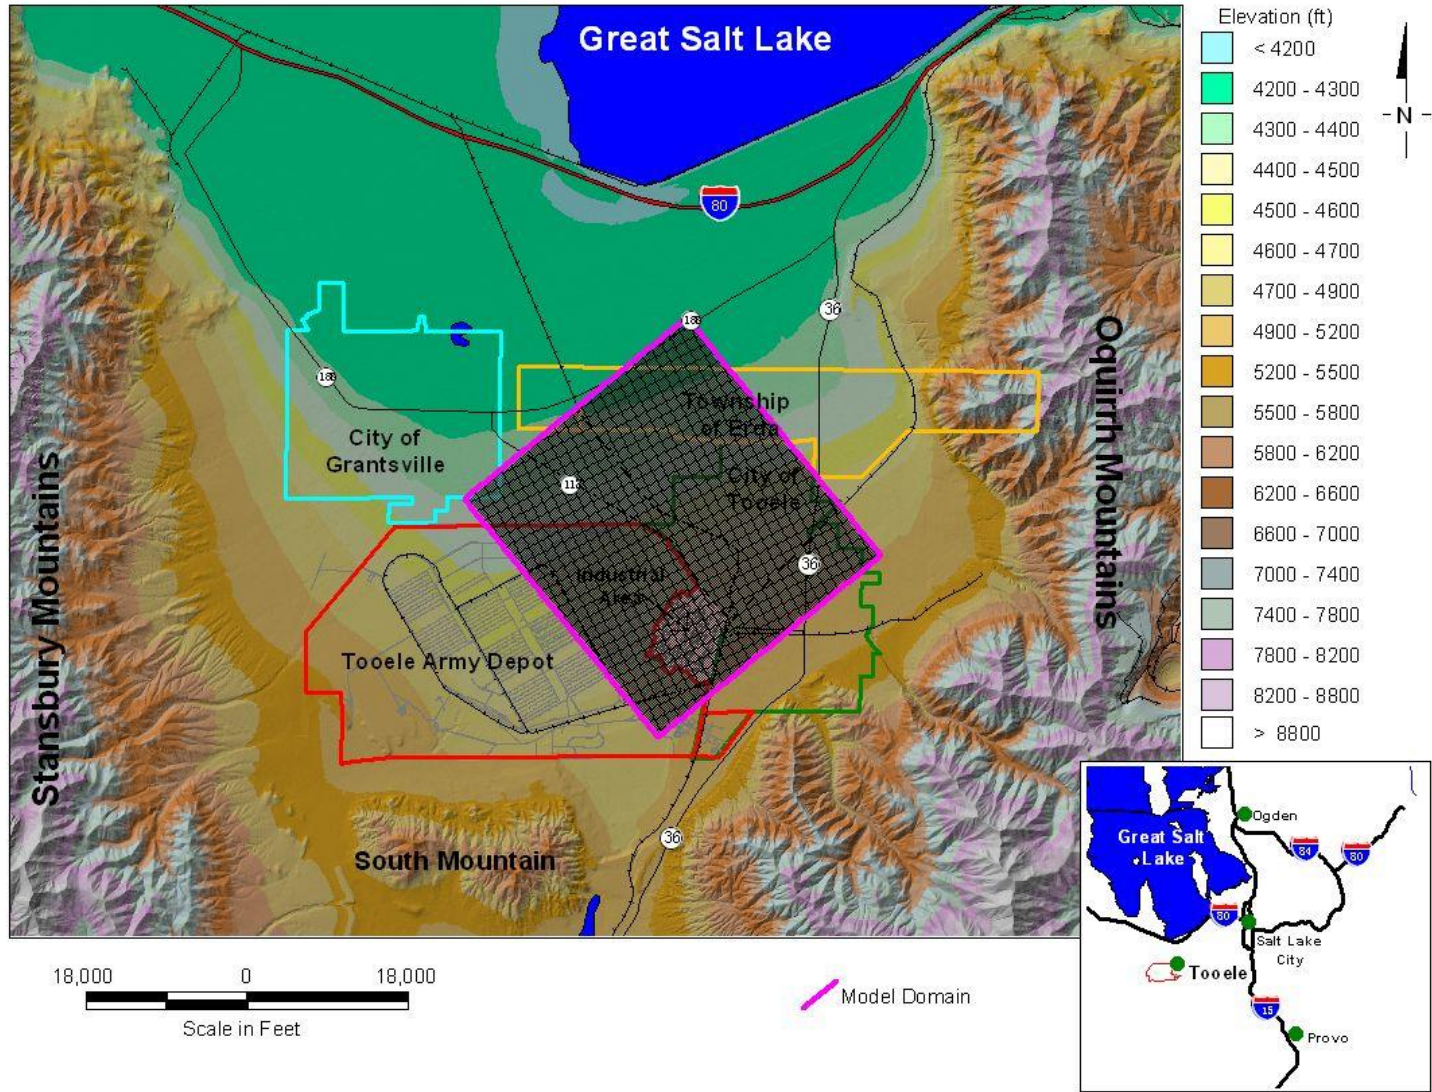 Great Salt Lake
Elevation (ft)
< 4200
4200 - 4300
4300 - 4400
4400 - 4500
4500 - 4600
4600 - 4700
4700 - 4900
4900 - 5200
5200 - 5500
5500 - 5800
5800 - 6200
6200 - 6600
6600 - 7000
7000 - 7400
7400 - 7800
7800 - 8200
8200 - 8800
> 8800
- N -
80
36
138
138
Township
of Erda
City of
Grantsville
City of
Tooele
36
Industrial
Area
Tooele Army Depot
Stansbury Mountains
Oquirrh Mountains
South Mountain
36
18,000 0 18,000
Scale in Feet
Model Domain
Ogden
Great Salt
Lake
84
80
80
Salt Lake
City
Tooele
15
Provo